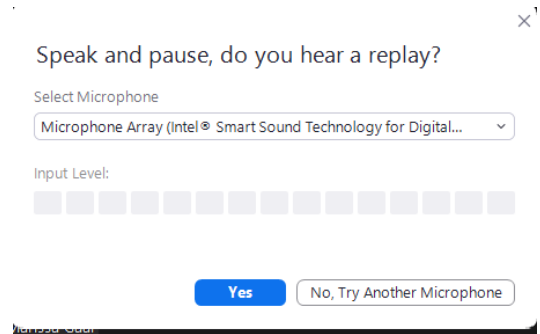 Speak and pause, do you hear a replay?
Select Microphone
Microphone Array (Intel® Smart Sound Technology for Digital...
Input Level:
Yes
No, Try Another Microphone